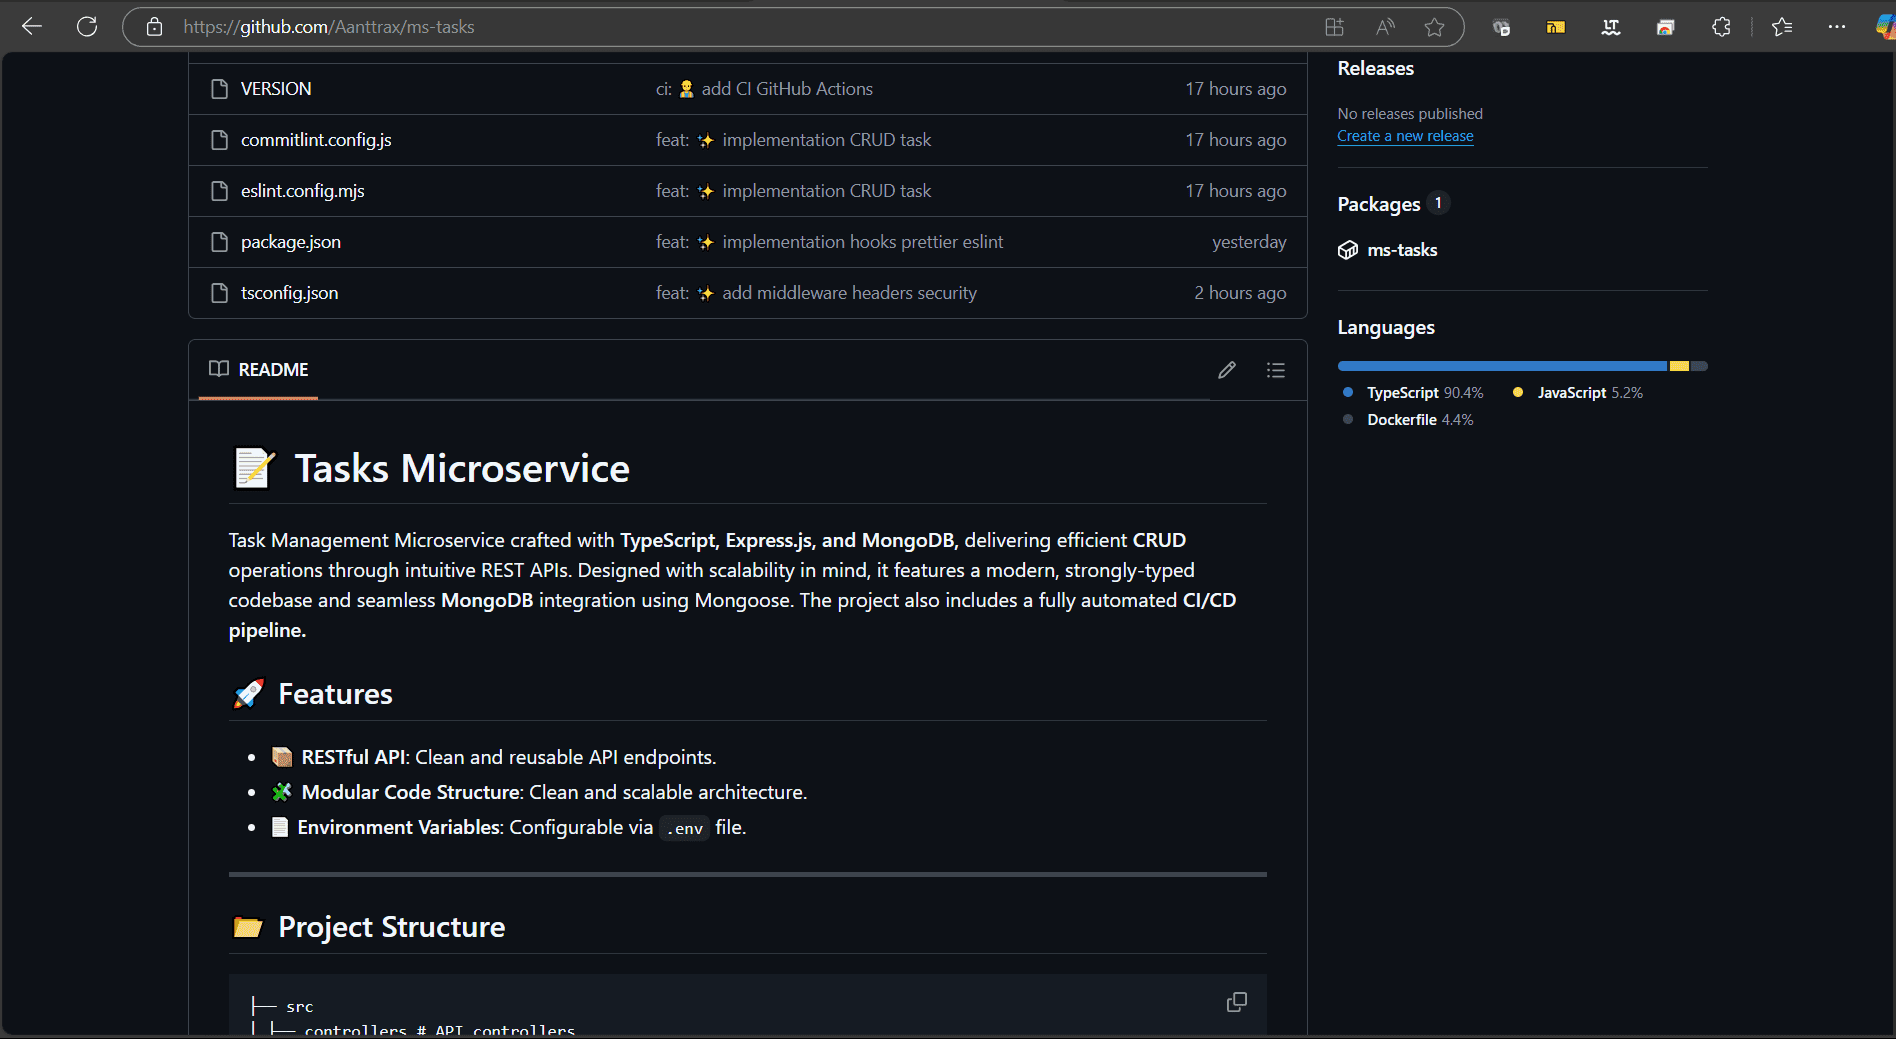 https://github.com/Aanttrax/ms-tasks
VERSION ci: 👷 add CI GitHub Actions 17 hours ago
commitlint.config.js feat: ✨ implementation CRUD task 17 hours ago
eslint.config.mjs feat: ✨ implementation CRUD task 17 hours ago
package.json feat: ✨ implementation hooks prettier eslint yesterday
tsconfig.json feat: ✨ add middleware headers security 2 hours ago
README
📝 Tasks Microservice
Task Management Microservice crafted with TypeScript, Express.js, and MongoDB, delivering efficient CRUD
operations through intuitive REST APIs. Designed with scalability in mind, it features a modern, strongly-typed
codebase and seamless MongoDB integration using Mongoose. The project also includes a fully automated CI/CD
pipeline.
🚀 Features
• 📦 RESTful API: Clean and reusable API endpoints.
• 🧩 Modular Code Structure: Clean and scalable architecture.
• 📄 Environment Variables: Configurable via .env file.
📂 Project Structure
├── src
│ ├── controllers # API controllers
Releases
No releases published
Create a new release
Packages 1
ms-tasks
Languages
TypeScript 90.4% JavaScript 5.2%
Dockerfile 4.4%